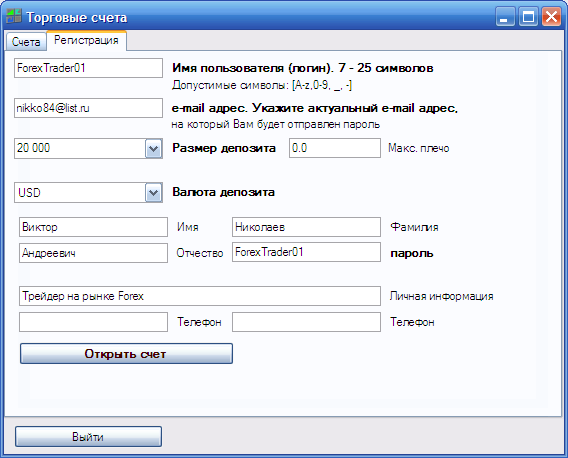 Торговые счета
Счета Регистрация
ForexTrader01 Имя пользователя (логин). 7 - 25 символов
Допустимые символы: [A-z,0-9, _, -]
nikko84@list.ru e-mail адрес. Укажите актуальный e-mail адрес,
на который Вам будет отправлен пароль
20 000 Размер депозита 0.0 Макс. плечо
USD Валюта депозита
Виктор Имя Николаев Фамилия
Андреевич Отчество ForexTrader01 пароль
Трейдер на рынке Forex Личная информация
Телефон Телефон
Открыть счет
Выйти